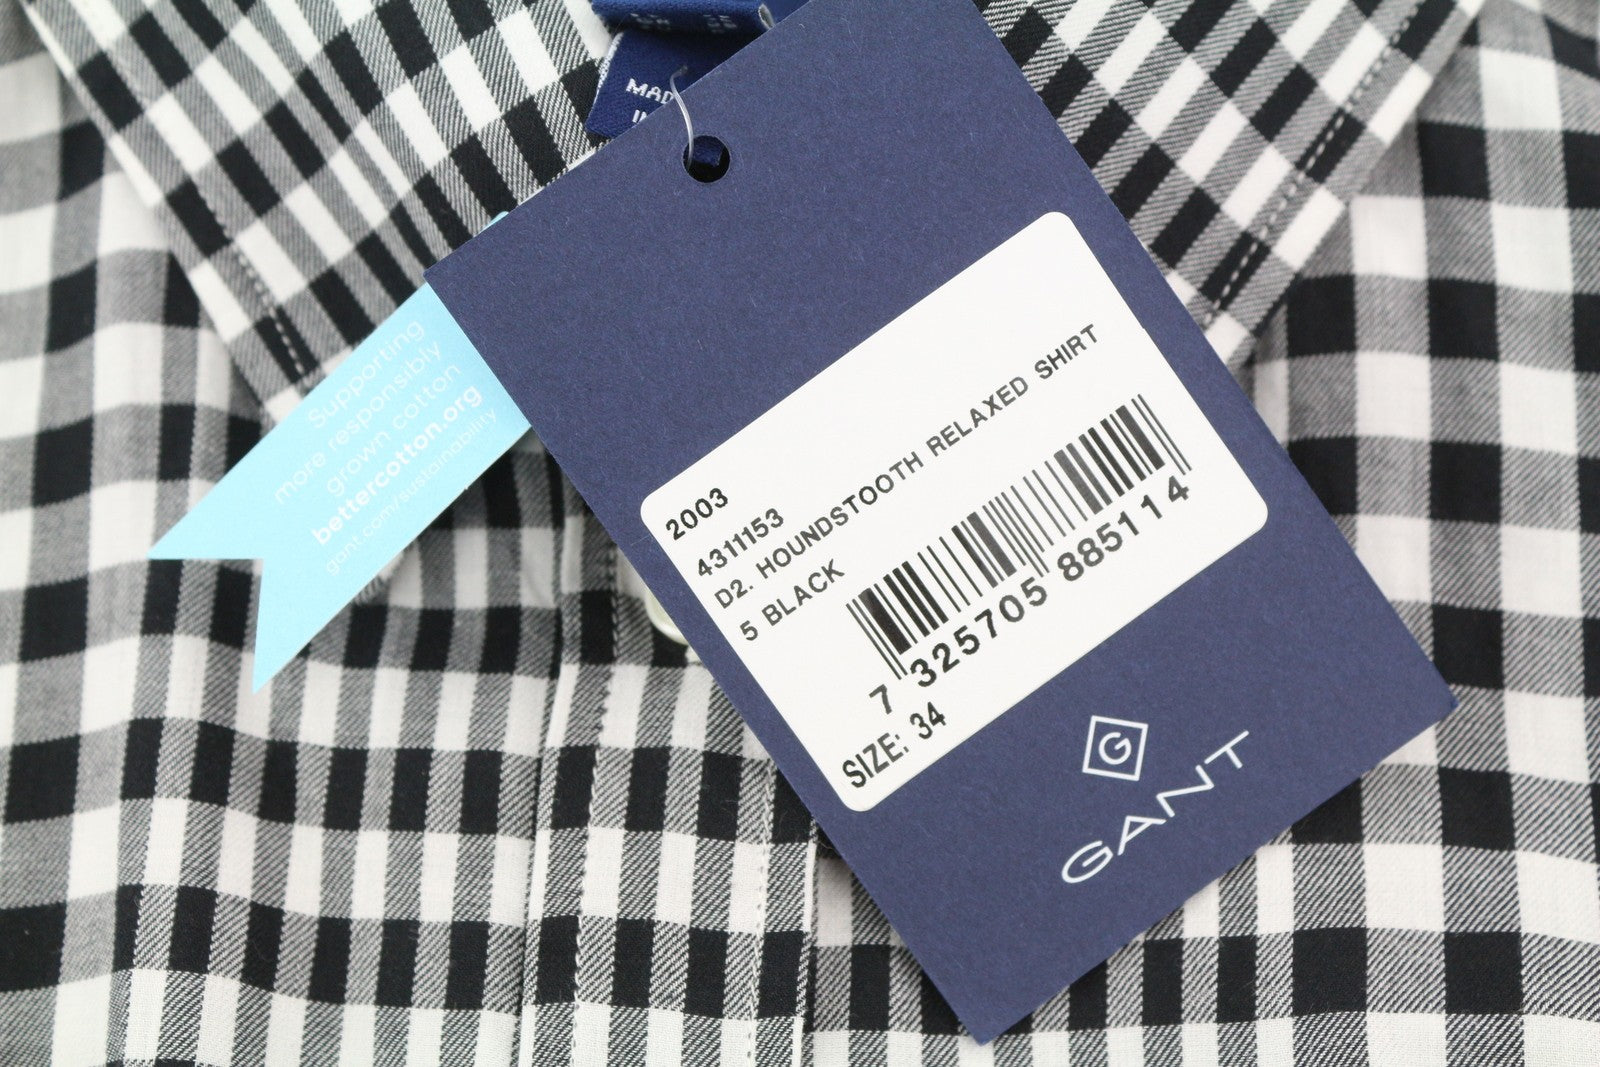 MADE
Supporting
more responsibly
grown cotton
bettercotton.org
gant.com/sustainability
2003
4311153
D2. HOUNDSTOOTH RELAXED SHIRT
5 BLACK
7 325705 885114
SIZE: 34
G
GANT